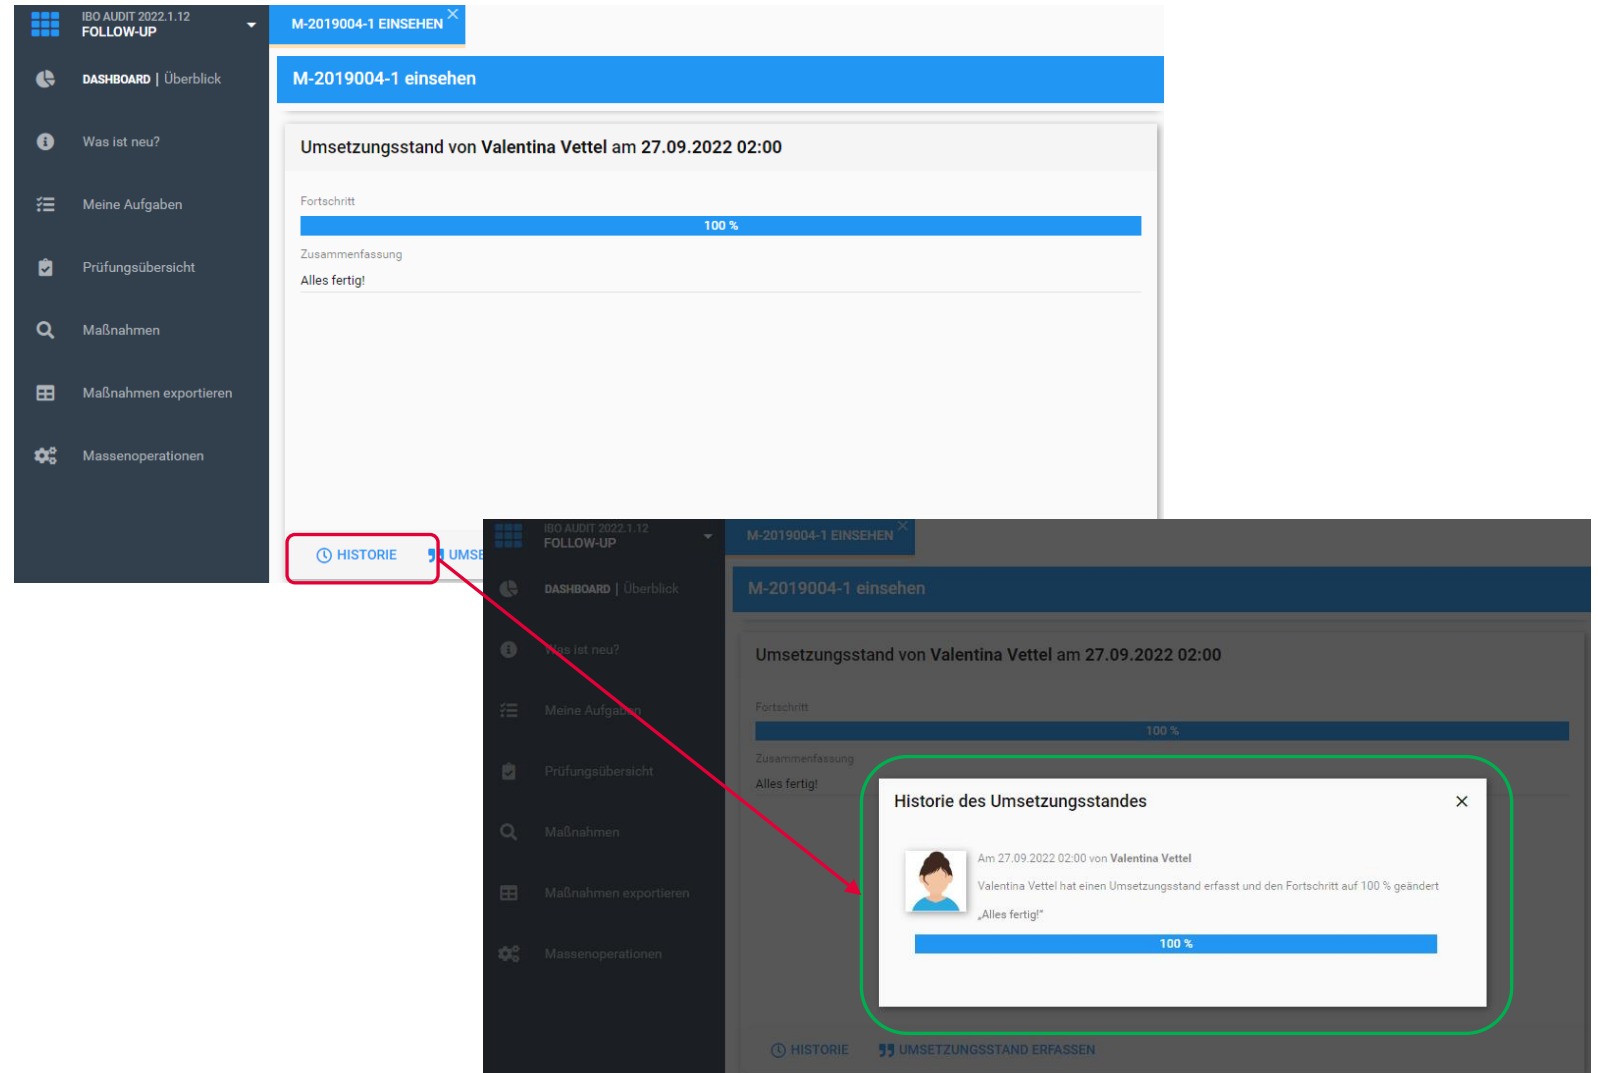 IBO AUDIT 2022.1.12
FOLLOW-UP
M-2019004-1 EINSEHEN
DASHBOARD | Überblick
Was ist neu?
Meine Aufgaben
Prüfungsübersicht
Maßnahmen
Maßnahmen exportieren
Massenoperationen
M-2019004-1 einsehen
Umsetzungsstand von Valentina Vettel am 27.09.2022 02:00
Fortschritt
100 %
Zusammenfassung
Alles fertig!
HISTORIE
UMSE
IBO AUDIT 2022.1.12
FOLLOW-UP
M-2019004-1 EINSEHEN
DASHBOARD | Überblick
Was ist neu?
Meine Aufgaben
Prüfungsübersicht
Maßnahmen
Maßnahmen exportieren
Massenoperationen
M-2019004-1 einsehen
Umsetzungsstand von Valentina Vettel am 27.09.2022 02:00
Fortschritt
100 %
Zusammenfassung
Alles fertig!
Historie des Umsetzungsstandes
Am 27.09.2022 02:00 von Valentina Vettel
Valentina Vettel hat einen Umsetzungsstand erfasst und den Fortschritt auf 100 % geändert
„Alles fertig!“
100 %
HISTORIE
UMSETZUNGSSTAND ERFASSEN